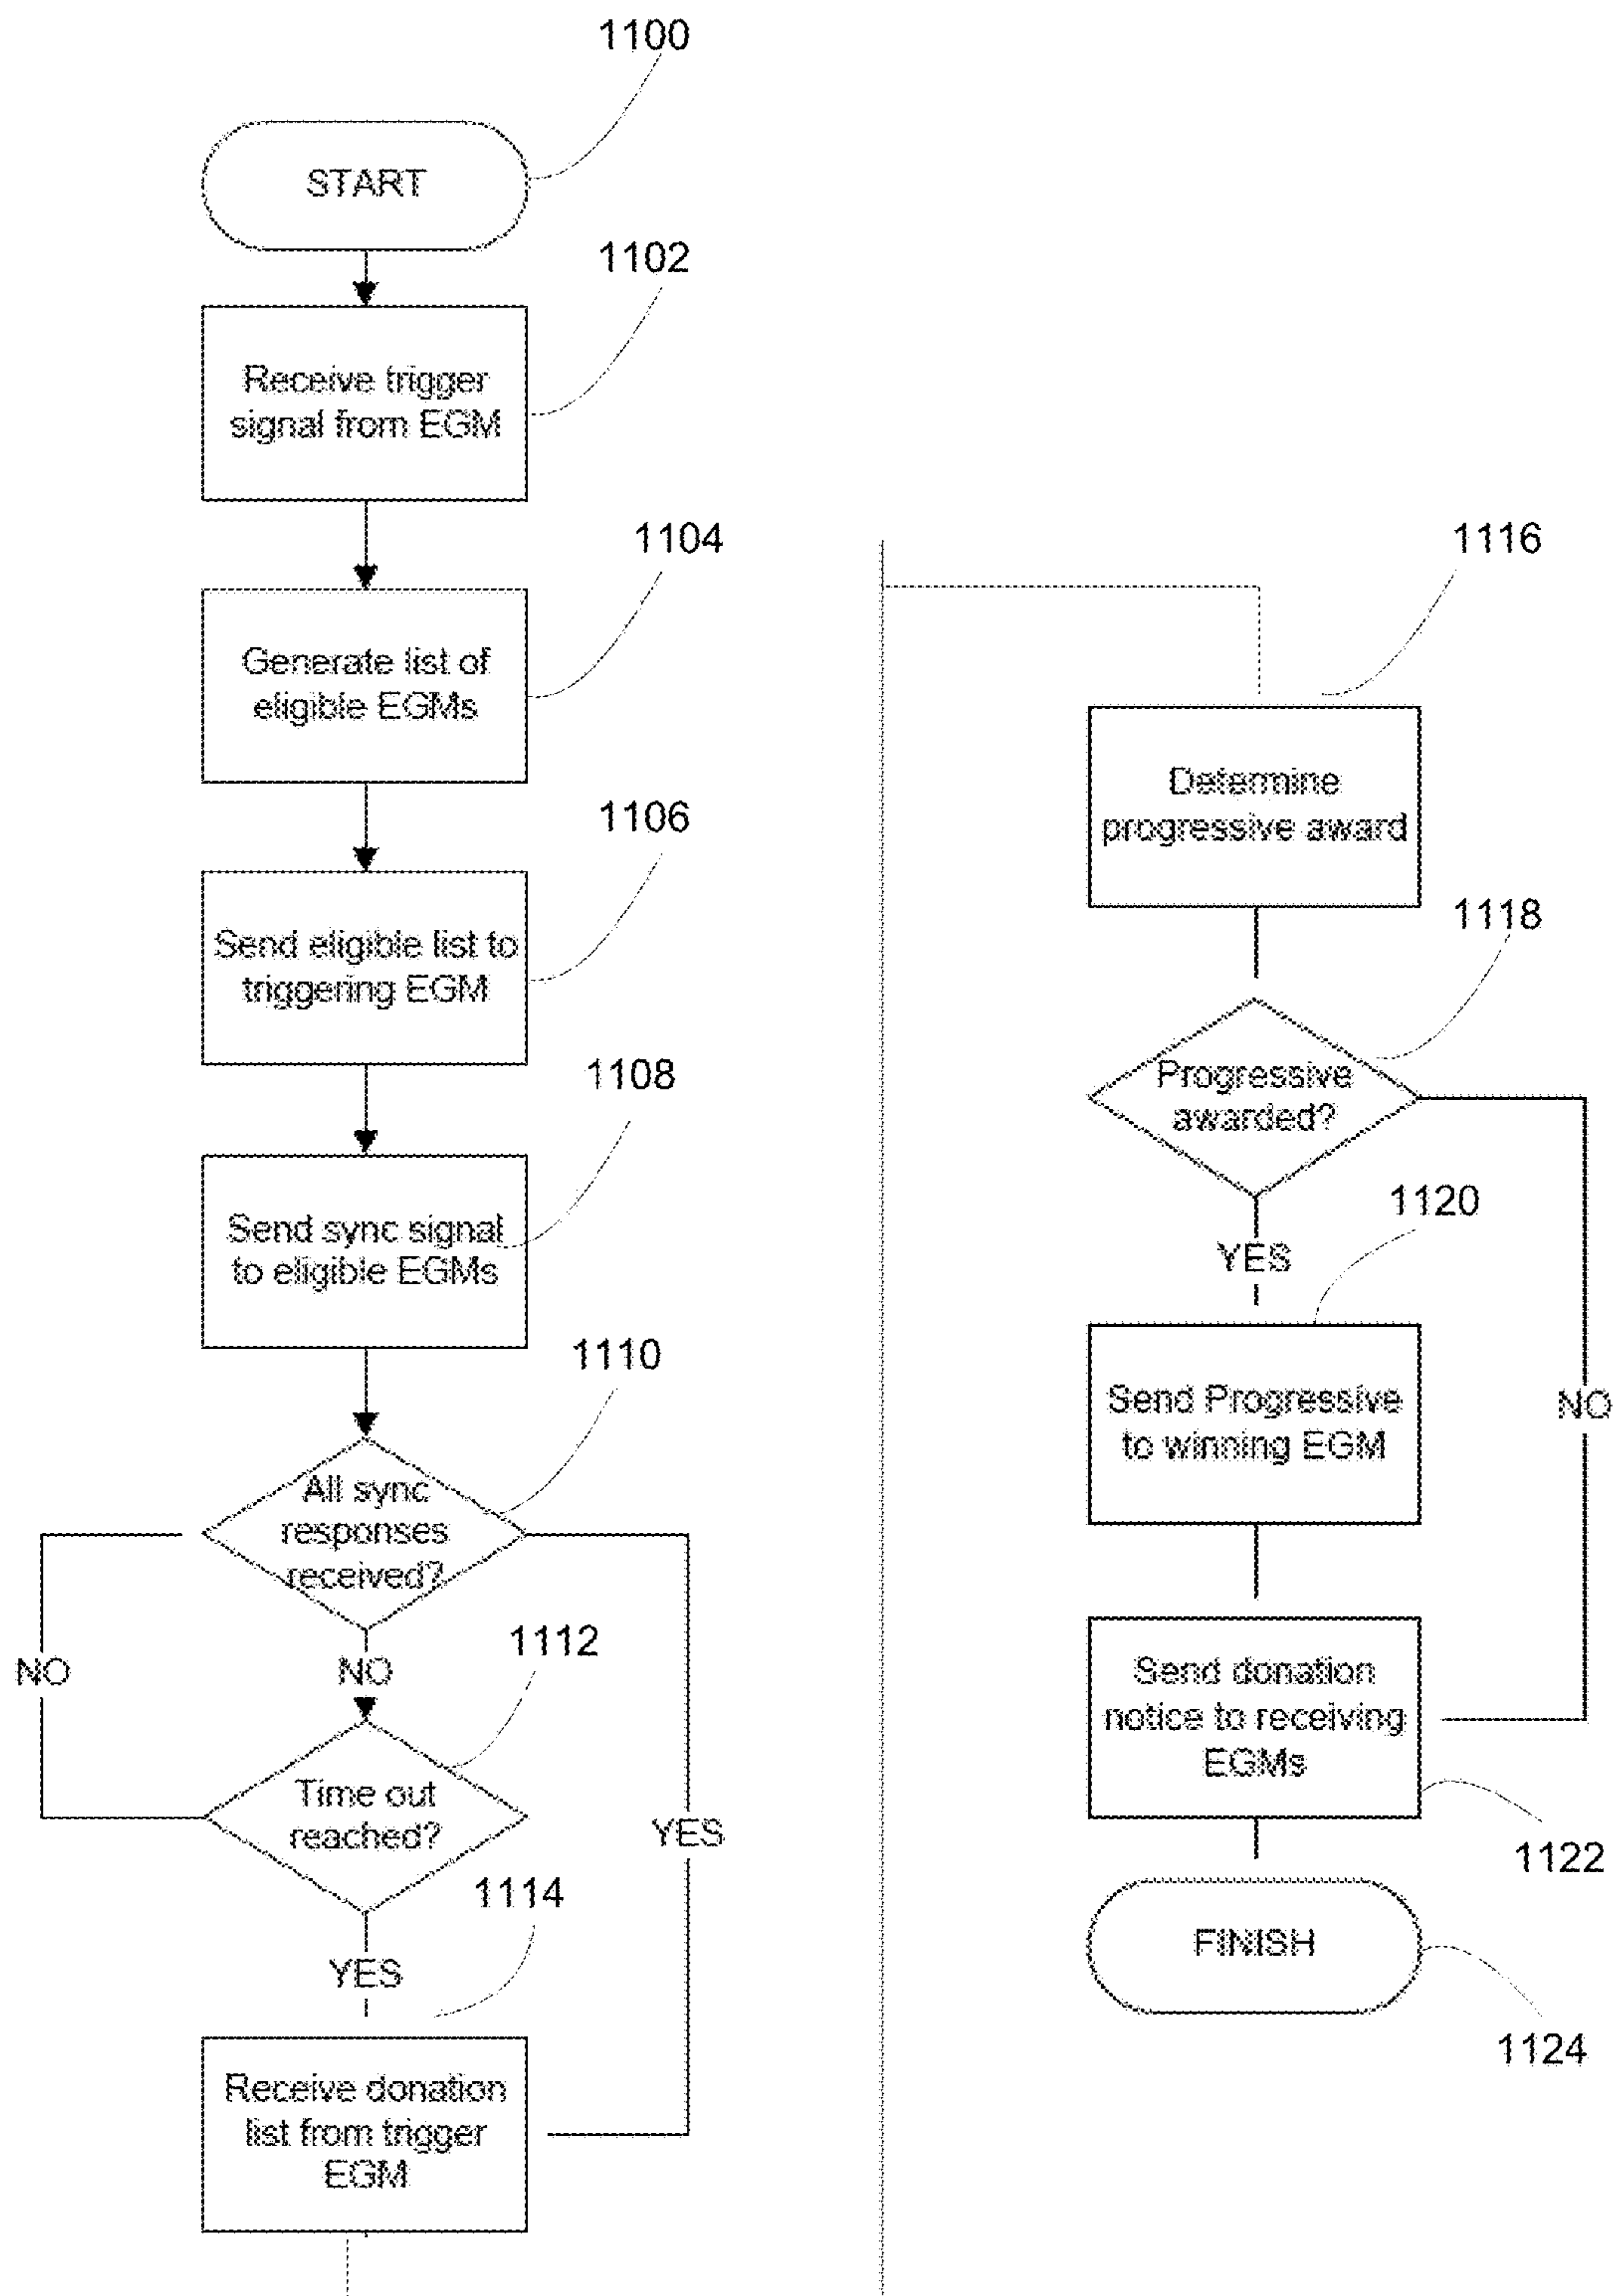 1100
START
1102
Receive trigger
signal from EGM
1104
Generate list of
eligible EGMs
1106
Send eligible list to
triggering EGM
1108
Send sync signal
to eligible EGMs
1110
All sync
responses
received?
NO
NO
1112
Time out
reached?
YES
YES
1114
Receive donation
list from trigger
EGM
1116
Determine
progressive award
1118
Progressive
awarded?
YES
NO
1120
Send Progressive
to winning EGM
Send donation
notice to receiving
EGMs
1122
FINISH
1124